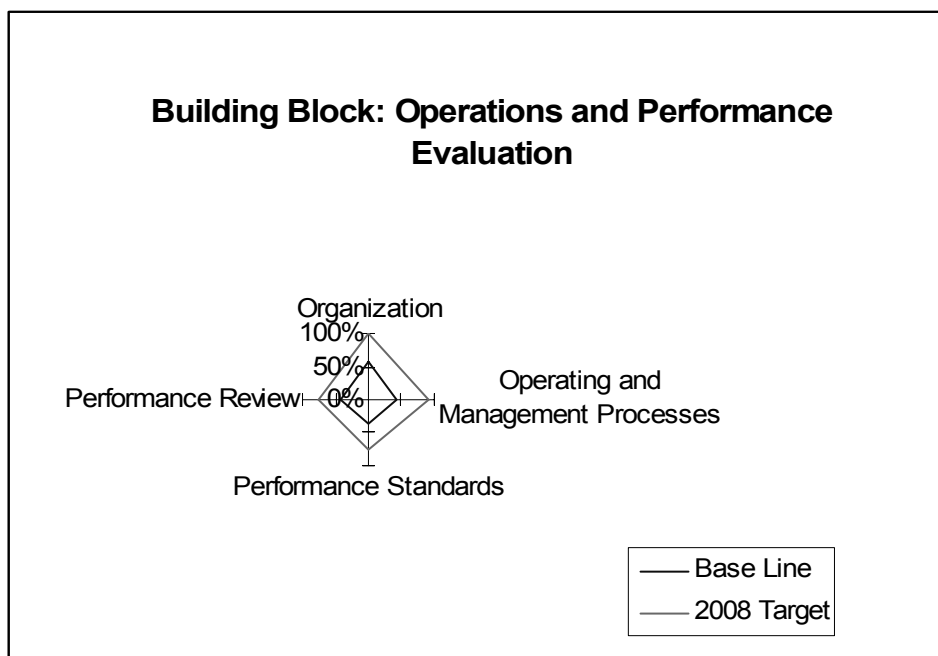 Building Block: Operations and Performance
Evaluation
Organization
100%
50%
0%
Performance Review
Operating and
Management Processes
Performance Standards
Base Line
2008 Target